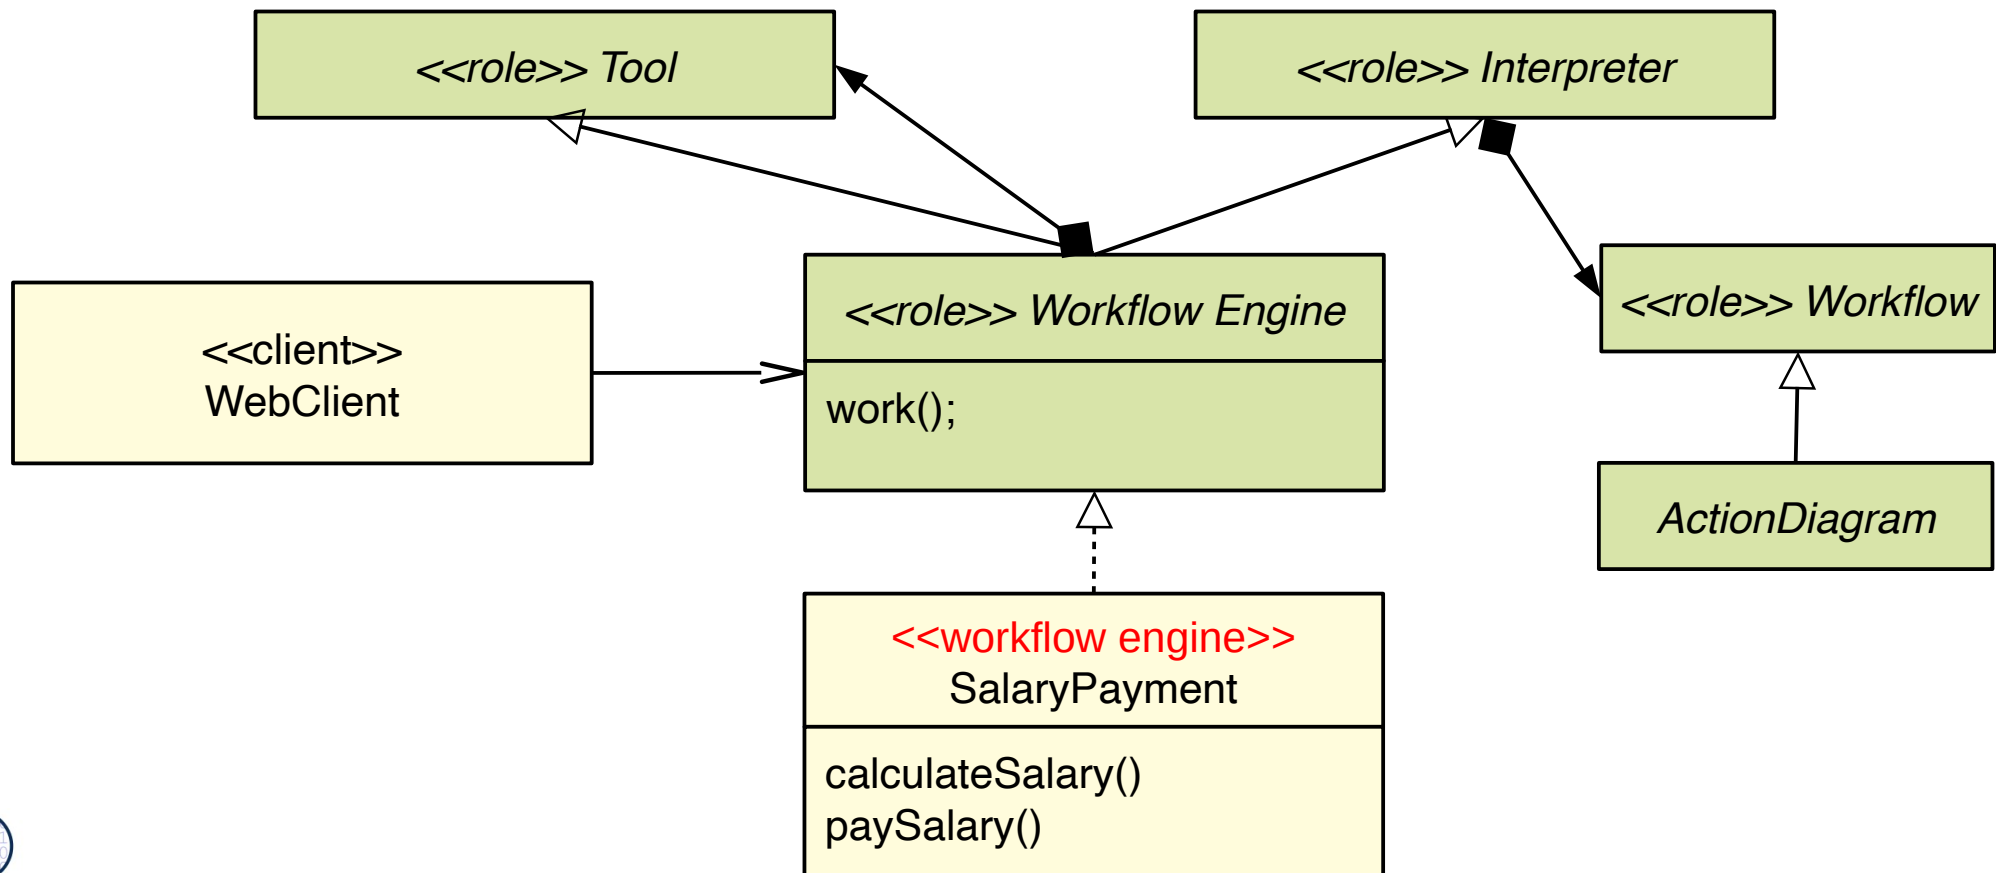 <<role>> Tool
<<role>> Interpreter
<<role>> Workflow Engine
<<role>> Workflow
<<client>>
WebClient
work();
ActionDiagram
<<workflow engine>>
SalaryPayment
calculateSalary()
paySalary()